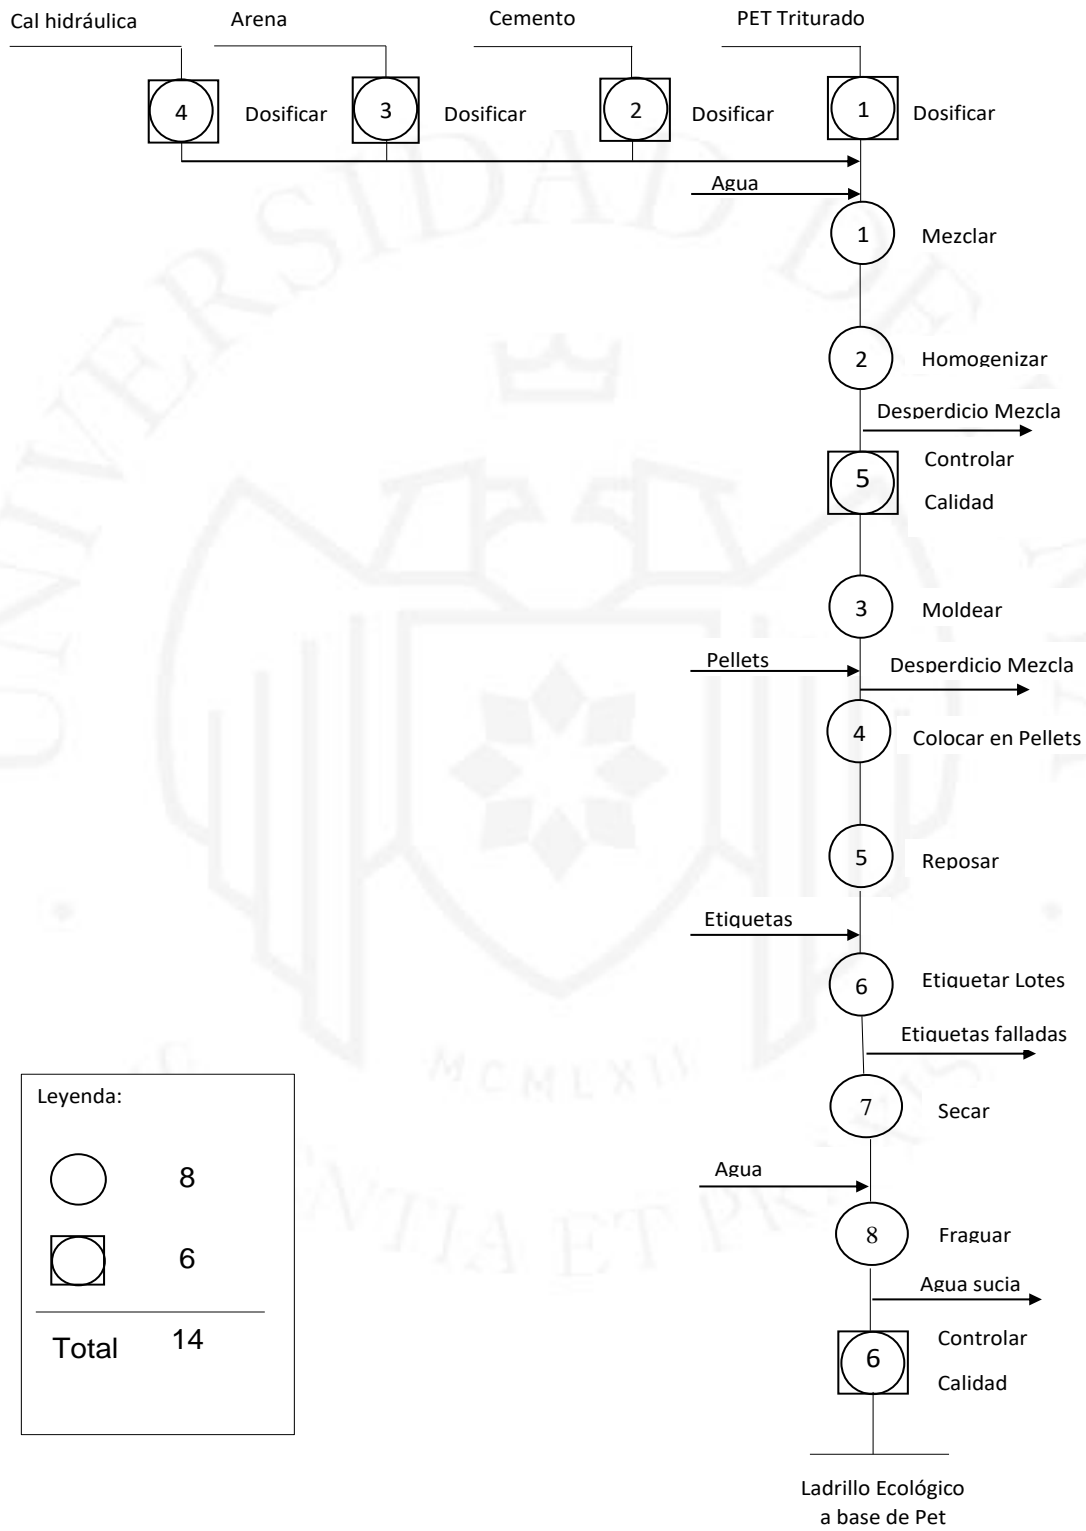 Cal hidráulica
Arena
Cemento
PET Triturado
4
Dosificar
3
Dosificar
2
Dosificar
1
Dosificar
Agua
1
Mezclar
2
Homogenizar
Desperdicio Mezcla
5
Controlar
Calidad
3
Moldear
Pellets
Desperdicio Mezcla
4
Colocar en Pellets
5
Reposar
Etiquetas
6
Etiquetar Lotes
Etiquetas falladas
7
Secar
Agua
8
Fraguar
Agua sucia
6
Controlar
Calidad
Ladrillo Ecológico
a base de Pet
Leyenda:
8
6
Total 14
UNIVERSIDAD DE
MCMLXII